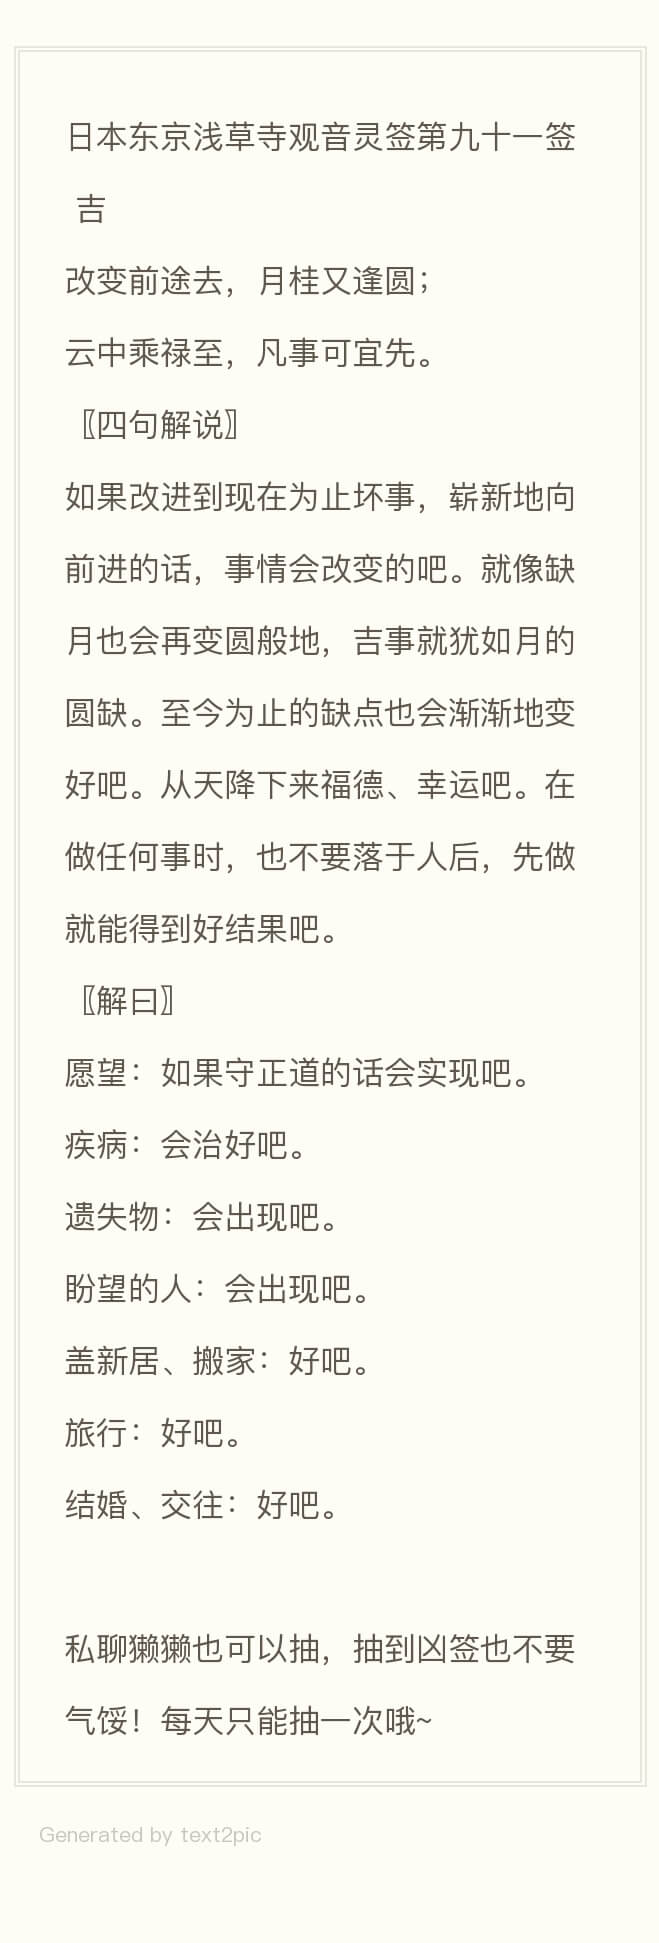 日本东京浅草寺观音灵签第九十一签
吉
改变前途去，月桂又逢圆；
云中乘禄至，凡事可宜先。
〖四句解说〗
如果改进到现在为止坏事，崭新地向
前进的话，事情会改变的吧。就像缺
月也会再变圆般地，吉事就犹如月的
圆缺。至今为止的缺点也会渐渐地变
好吧。从天降下来福德、幸运吧。在
做任何事时，也不要落于人后，先做
就能得到好结果吧。
〖解曰〗
愿望：如果守正道的话会实现吧。
疾病：会治好吧。
遗失物：会出现吧。
盼望的人：会出现吧。
盖新居、搬家：好吧。
旅行：好吧。
结婚、交往：好吧。
私聊獭獭也可以抽，抽到凶签也不要
气馁！每天只能抽一次哦~
Generated by text2pic